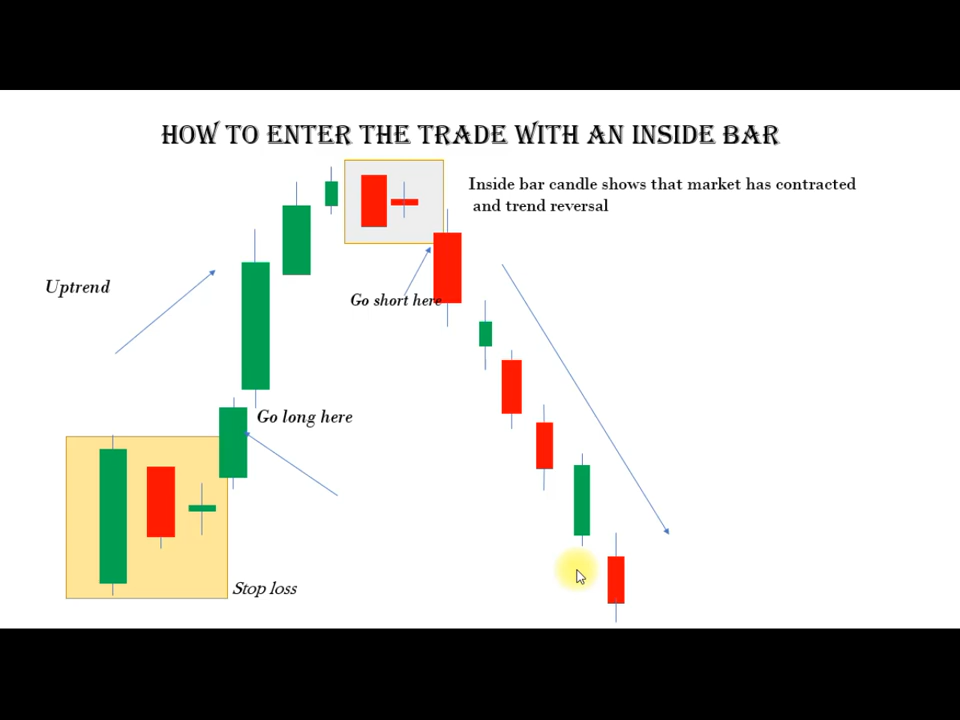 HOW TO ENTER THE TRADE WITH AN INSIDE BAR
Inside bar candle shows that market has contracted
and trend reversal
Uptrend
Go short here
Go long here
Stop loss